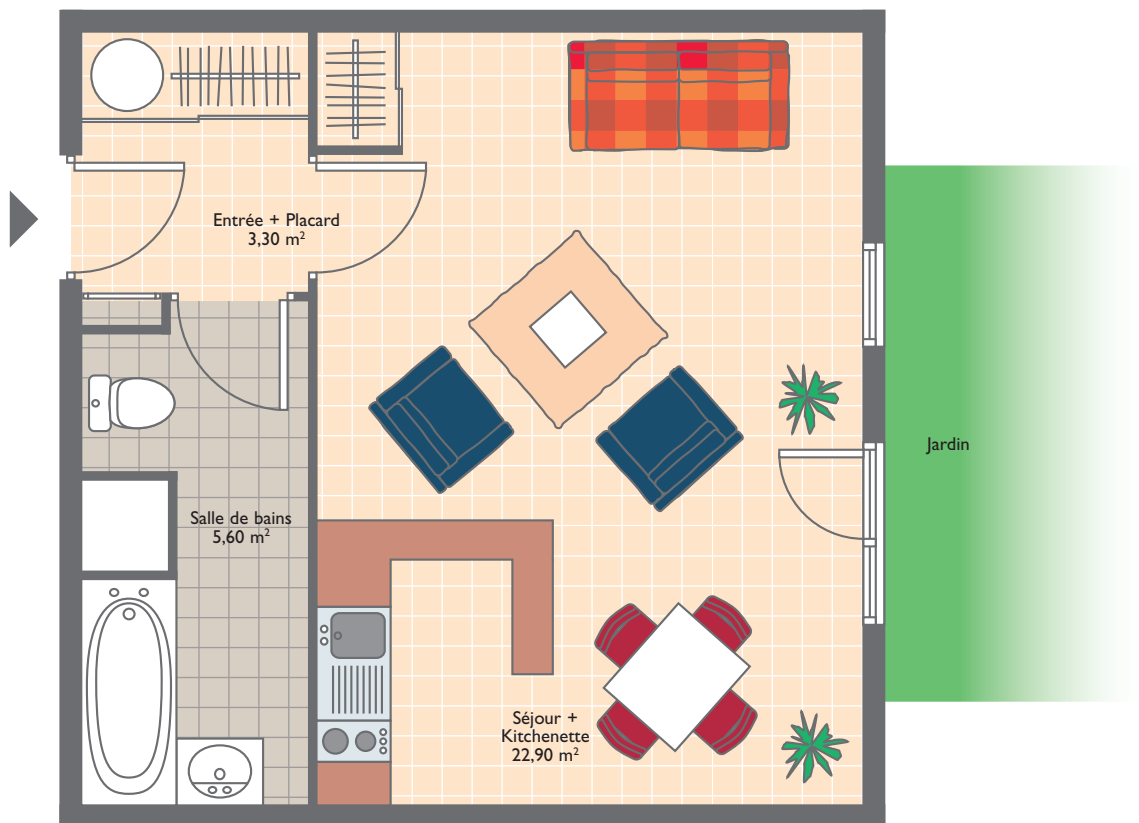 Entrée + Placard
3,30 m²
Jardin
Salle de bains
5,60 m²
Séjour +
Kitchenette
22,90 m²